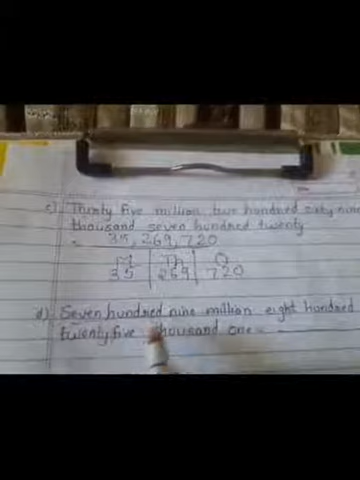 c) Thirty five million, two hundred sixty nine
thousand seven hundred twenty
35, 269, 720
M Th O
35 269 720
d) Seven hundred nine million eight hundred
twenty five thousand one